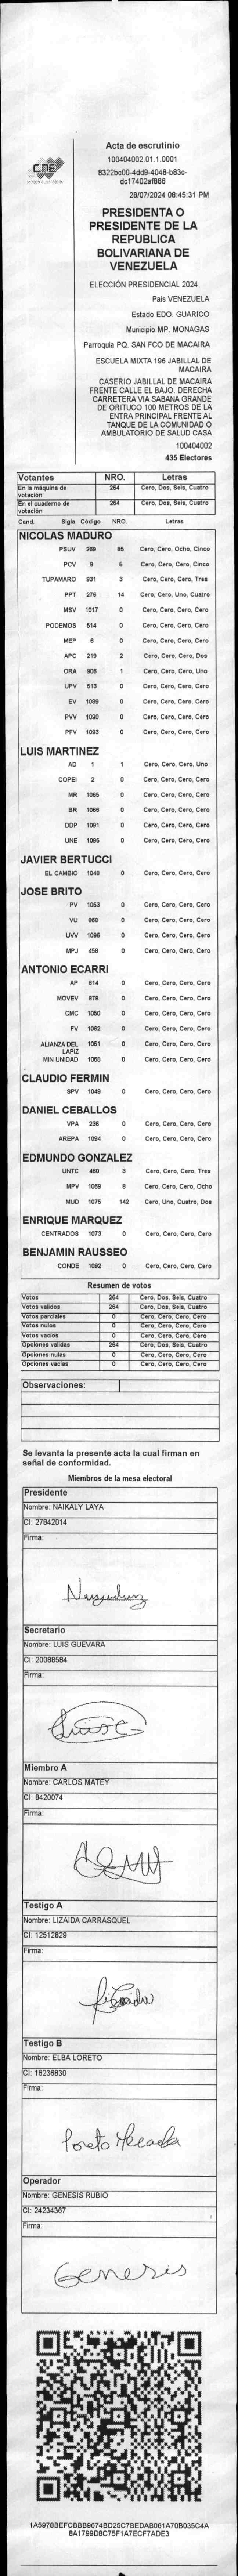 CNE
Acta de escrutinio
100404002.01.1.0001
8322bc00-4dd9-4048-b83c-
dc17402af886
28/07/2024 08:45:31 PM
PRESIDENTA O
PRESIDENTE DE LA
REPUBLICA
BOLIVARIANA DE
VENEZUELA
ELECCIÓN PRESIDENCIAL 2024
País VENEZUELA
Estado EDO. GUARICO
Municipio MP. MONAGAS
Parroquia PQ. SAN FCO DE MACAIRA
ESCUELA MIXTA 196 JABILLAL DE
MACAIRA
CASERIO JABILLAL DE MACAIRA
FRENTE CALLE EL BAJO. DERECHA
CARRETERA VIA SABANA GRANDE
DE ORITUCO 100 METROS DE LA
ENTRA PRINCIPAL FRENTE AL
TANQUE DE LA COMUNIDAD O
AMBULATORIO DE SALUD CASA
100404002
435 Electores
Votantes NRO. Letras
En la máquina de votación 264 Cero, Dos, Seis, Cuatro
En el cuaderno de votación 264 Cero, Dos, Seis, Cuatro
Cand. Sigls Código NRO. Letras
NICOLAS MADURO
PSUV 269 85 Cero, Cero, Ocho, Cinco
PCV 9 5 Cero, Cero, Cero, Cinco
TUPAMARO 931 3 Cero, Cero, Cero, Tres
PPT 276 14 Cero, Cero, Uno, Cuatro
MSV 1017 0 Cero, Cero, Cero, Cero
PODEMOS 514 0 Cero, Cero, Cero, Cero
MEP 6 0 Cero, Cero, Cero, Cero
APC 219 2 Cero, Cero, Cero, Dos
ORA 906 1 Cero, Cero, Cero, Uno
UPV 513 0 Cero, Cero, Cero, Cero
EV 1089 0 Cero, Cero, Cero, Cero
PVV 1090 0 Cero, Cero, Cero, Cero
PFV 1093 0 Cero, Cero, Cero, Cero
LUIS MARTINEZ
AD 1 1 Cero, Cero, Cero, Uno
COPEI 2 0 Cero, Cero, Cero, Cero
MR 1065 0 Cero, Cero, Cero, Cero
BR 1066 0 Cero, Cero, Cero, Cero
DDP 1091 0 Cero, Cero, Cero, Cero
UNE 1095 0 Cero, Cero, Cero, Cero
JAVIER BERTUCCI
EL CAMBIO 1048 0 Cero, Cero, Cero, Cero
JOSE BRITO
PV 1053 0 Cero, Cero, Cero, Cero
VU 868 0 Cero, Cero, Cero, Cero
UVV 1096 0 Cero, Cero, Cero, Cero
MPJ 458 0 Cero, Cero, Cero, Cero
ANTONIO ECARRI
AP 814 0 Cero, Cero, Cero, Cero
MOVEV 879 0 Cero, Cero, Cero, Cero
CMC 1050 0 Cero, Cero, Cero, Cero
FV 1062 0 Cero, Cero, Cero, Cero
ALIANZA DEL LAPIZ 1051 0 Cero, Cero, Cero, Cero
MIN UNIDAD 1068 0 Cero, Cero, Cero, Cero
CLAUDIO FERMIN
SPV 1049 0 Cero, Cero, Cero, Cero
DANIEL CEBALLOS
VPA 236 0 Cero, Cero, Cero, Cero
AREPA 1094 0 Cero, Cero, Cero, Cero
EDMUNDO GONZALEZ
UNTC 460 3 Cero, Cero, Cero, Tres
MPV 1069 8 Cero, Cero, Cero, Ocho
MUD 1075 142 Cero, Uno, Cuatro, Dos
ENRIQUE MARQUEZ
CENTRADOS 1073 0 Cero, Cero, Cero, Cero
BENJAMIN RAUSSEO
CONDE 1092 0 Cero, Cero, Cero, Cero
Resumen de votos
Votos 264 Cero, Dos, Seis, Cuatro
Votos validos 264 Cero, Dos, Seis, Cuatro
Votos parciales 0 Cero, Cero, Cero, Cero
Votos nulos 0 Cero, Cero, Cero, Cero
Votos vacios 0 Cero, Cero, Cero, Cero
Opciones validas 264 Cero, Dos, Seis, Cuatro
Opciones nulas 0 Cero, Cero, Cero, Cero
Opciones vacias 0 Cero, Cero, Cero, Cero
Observaciones:
Se levanta la presente acta la cual firman en
señal de conformidad.
Miembros de la mesa electoral
Presidente
Nombre: NAIKALY LAYA
CI: 27842014
Firma:
Secretario
Nombre: LUIS GUEVARA
CI: 20088584
Firma:
Miembro A
Nombre: CARLOS MATEY
CI: 8420074
Firma:
Testigo A
Nombre: LIZAIDA CARRASQUEL
CI: 12512829
Firma:
Testigo B
Nombre: ELBA LORETO
CI: 16236830
Firma:
Loreto
Operador
Nombre: GENESIS RUBIO
CI: 24234367
Firma:
Genesis
1A5978BEFCBBB9674BD25C7BEDAB061A70B035C4A
8A1799D8C75F1A7ECF7ADE3